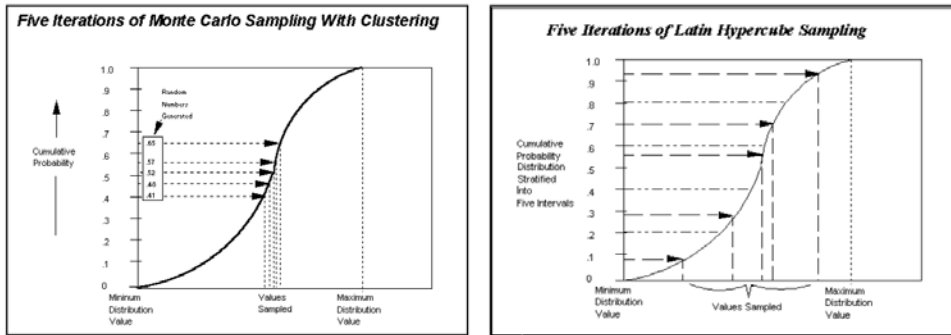 Five Iterations of Monte Carlo Sampling With Clustering
1.0
.9
.8
.7
.6
.5
.4
.3
.2
.1
0
Random
Numbers
Generated
.65
.57
.52
.41
Cumulative
Probability
Minimum
Distribution
Value
Values
Sampled
Maximum
Distribution
Value
Five Iterations of Latin Hypercube Sampling
1.0
.9
.8
.7
.6
.5
.4
.3
.2
.1
0
Cumulative
Probability
Distribution
Stratified
Into
Five Intervals
Minimum
Distribution
Value
Values Sampled
Maximum
Distribution
Value